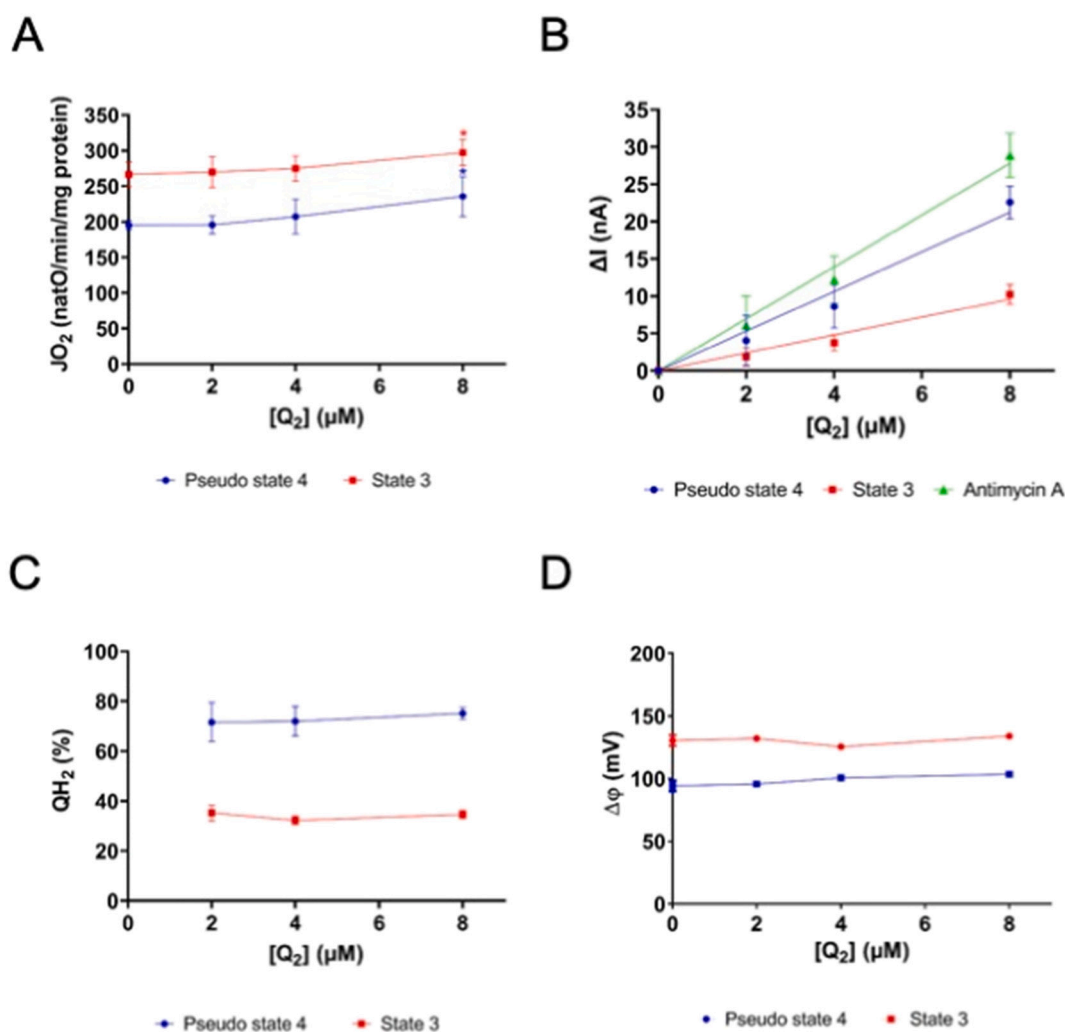 A
JO₂ (natO/min/mg protein)
350
300
250
200
150
100
50
0
*
*
0 2 4 6 8
[Q₂] (µM)
Pseudo state 4 State 3
B
ΔI (nA)
35
30
25
20
15
10
5
0
0 2 4 6 8
[Q₂] (µM)
Pseudo state 4 State 3 Antimycin A
C
QH₂ (%)
100
80
60
40
20
0
0 2 4 6 8
[Q₂] (µM)
Pseudo state 4 State 3
D
Δφ (mV)
200
150
100
50
0
0 2 4 6 8
[Q₂] (µM)
Pseudo state 4 State 3